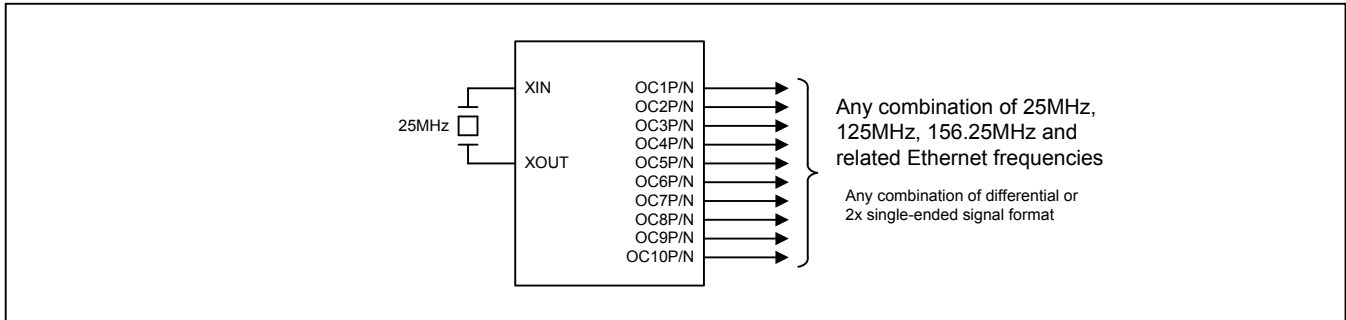 XIN
25MHz
XOUT
OC1P/N
OC2P/N
OC3P/N
OC4P/N
OC5P/N
OC6P/N
OC7P/N
OC8P/N
OC9P/N
OC10P/N
Any combination of 25MHz,
125MHz, 156.25MHz and
related Ethernet frequencies
Any combination of differential or
2x single-ended signal format